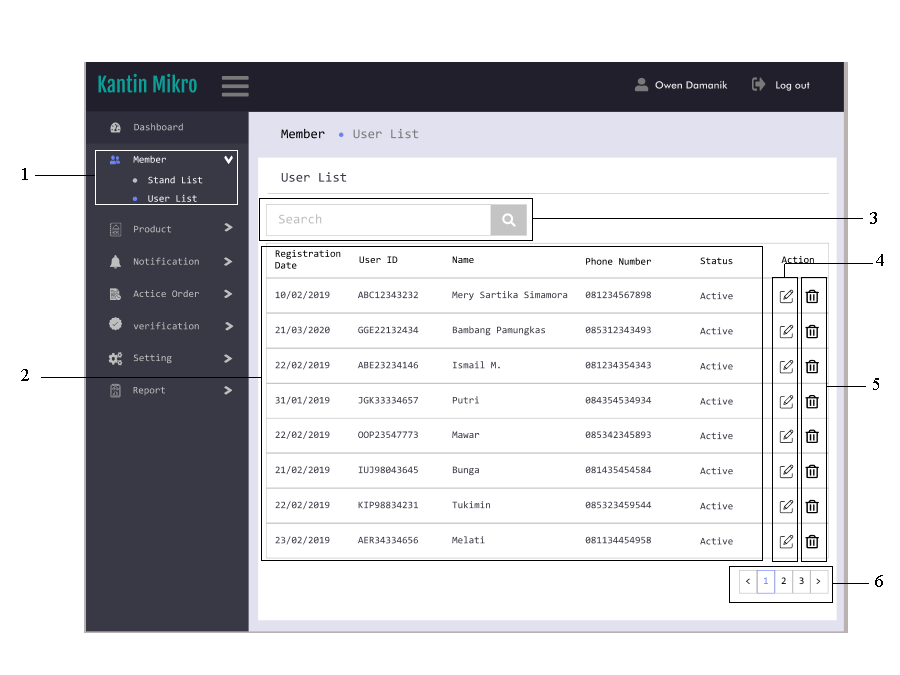 Kantin Mikro
Owen Damanik
Log out
Dashboard
Member
Stand List
User List
Product
Notification
Actice Order
verification
Setting
Report
1
2
Member • User List
User List
Search
3
Registration Date User ID Name Phone Number Status Action
4
10/02/2019 ABC12343232 Mery Sartika Simamora 081234567898 Active
21/03/2020 GGE22132434 Bambang Pamungkas 085312343493 Active
22/02/2019 ABE23234146 Ismail M. 081234354343 Active
5
31/01/2019 JGK33334657 Putri 084354534934 Active
22/02/2019 OOP23547773 Mawar 085342345893 Active
21/02/2019 IUJ98043645 Bunga 081435454584 Active
22/02/2019 KIP98834231 Tukimin 085323459544 Active
23/02/2019 AER34334656 Melati 081134454958 Active
< 1 2 3 >
6